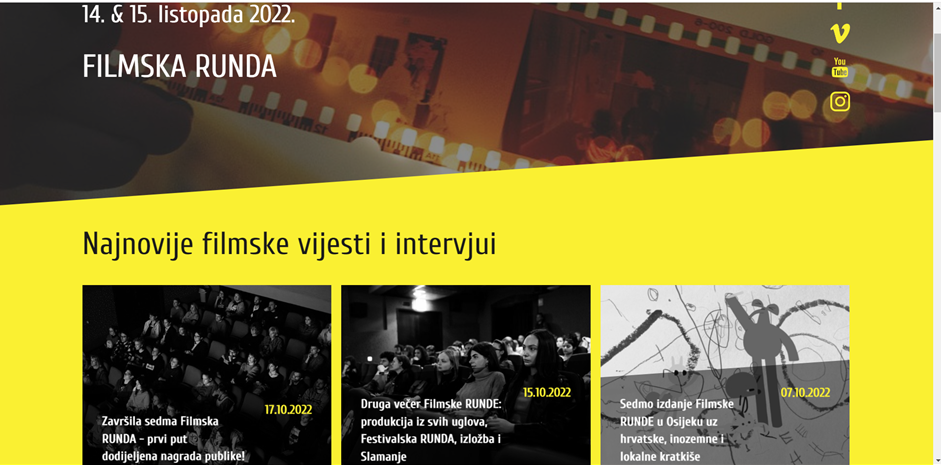 14. & 15. listopada 2022.
FILMSKA RUNDA
You
Tube
Najnovije filmske vijesti i intervjui
17.10.2022
Završila sedma Filmska
RUNDA - prvi put
dodijeljena nagrada publike!
15.10.2022
Druga večer Filmske RUNDE:
produkcija iz svih uglova,
Festivalska RUNDA, izložba i
Slamanje
07.10.2022
Sedmo izdanje Filmske
RUNDE u Osijeku uz
hrvatske, inozemne i
lokalne kratkiše